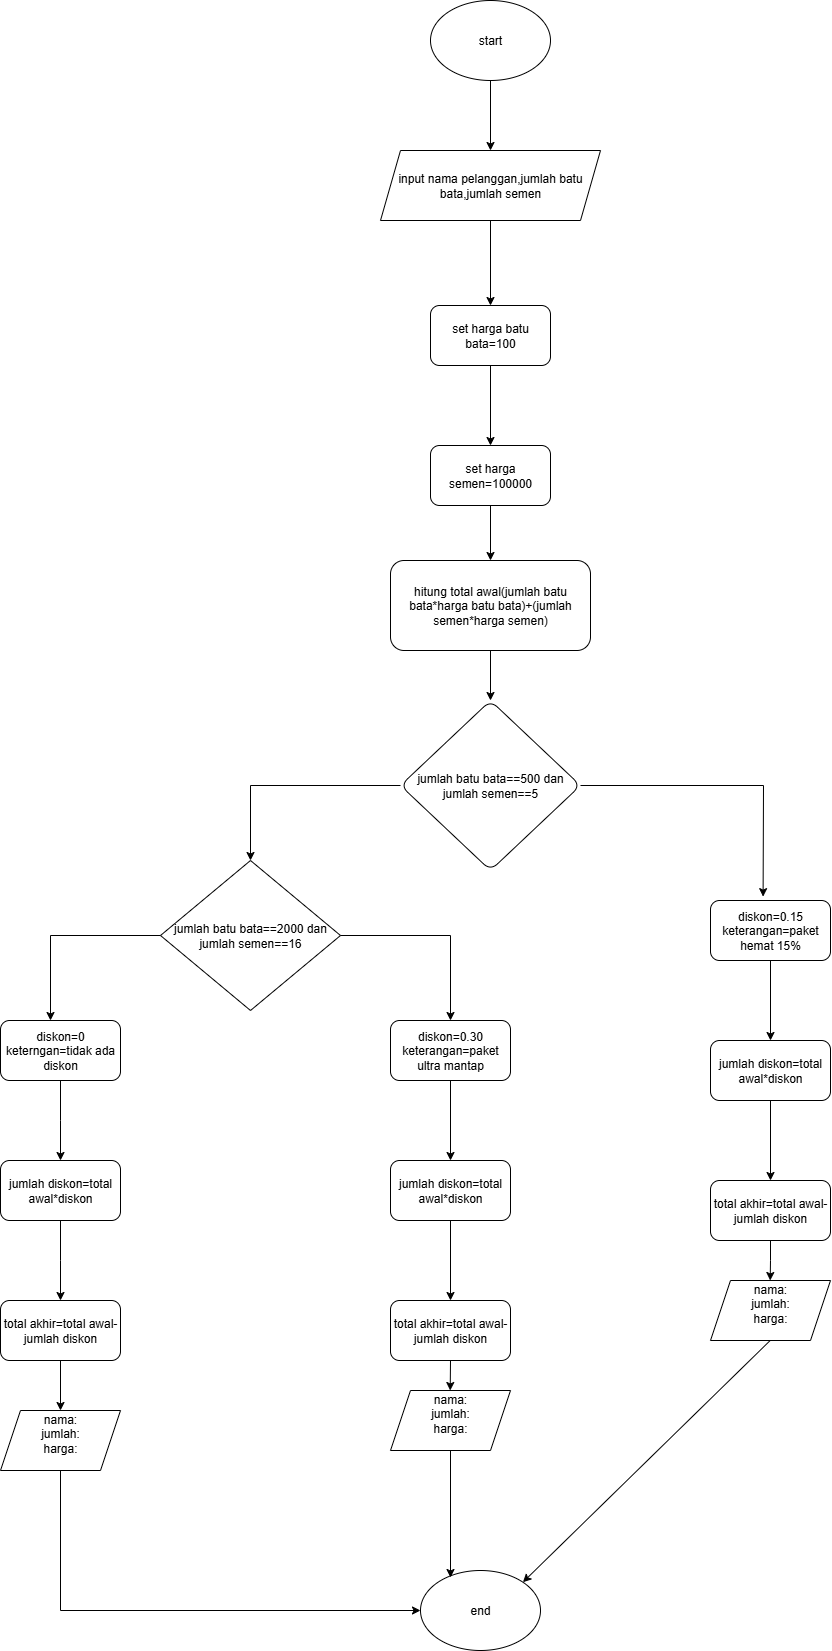 start
input nama pelanggan,jumlah batu
bata,jumlah semen
set harga batu
bata=100
set harga
semen=100000
hitung total awal(jumlah batu
bata*harga batu bata)+(jumlah
semen*harga semen)
jumlah batu bata==500 dan
jumlah semen==5
jumlah batu bata==2000 dan
jumlah semen==16
diskon=0.15
keterangan=paket
hemat 15%
diskon=0
keterngan=tidak ada
diskon
diskon=0.30
keterangan=paket
ultra mantap
jumlah diskon=total
awal*diskon
jumlah diskon=total
awal*diskon
jumlah diskon=total
awal*diskon
total akhir=total awal-
jumlah diskon
total akhir=total awal-
jumlah diskon
total akhir=total awal-
jumlah diskon
nama:
jumlah:
harga:
nama:
jumlah:
harga:
nama:
jumlah:
harga:
end